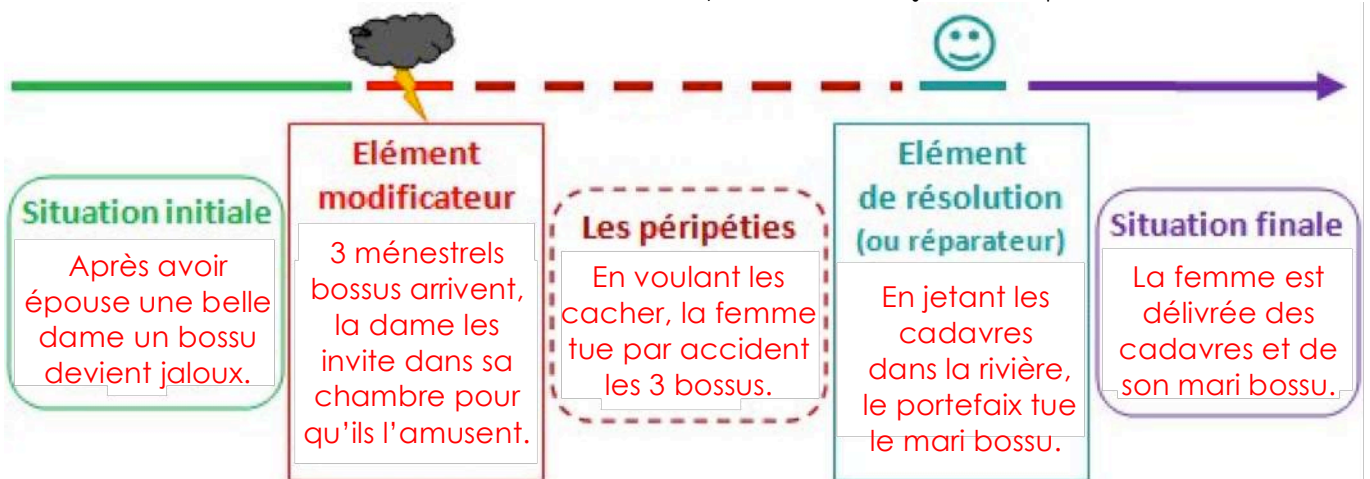 Situation initiale
Après avoir
épouse une belle
dame un bossu
devient jaloux.
Elément
modificateur
3 ménestrels
bossus arrivent,
la dame les
invite dans sa
chambre pour
qu'ils l'amusent.
Les péripéties
En voulant les
cacher, la femme
tue par accident
les 3 bossus.
Elément
de résolution
(ou réparateur)
En jetant les
cadavres
dans la rivière,
le portefaix tue
le mari bossu.
Situation finale
La femme est
délivrée des
cadavres et de
son mari bossu.